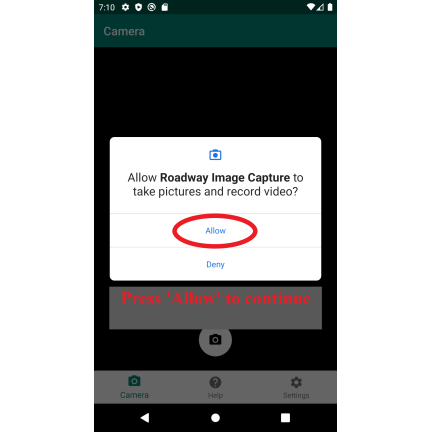 7:10
Camera
Allow Roadway Image Capture to
take pictures and record video?
Allow
Deny
Press 'Allow' to continue
Camera
Help
Settings